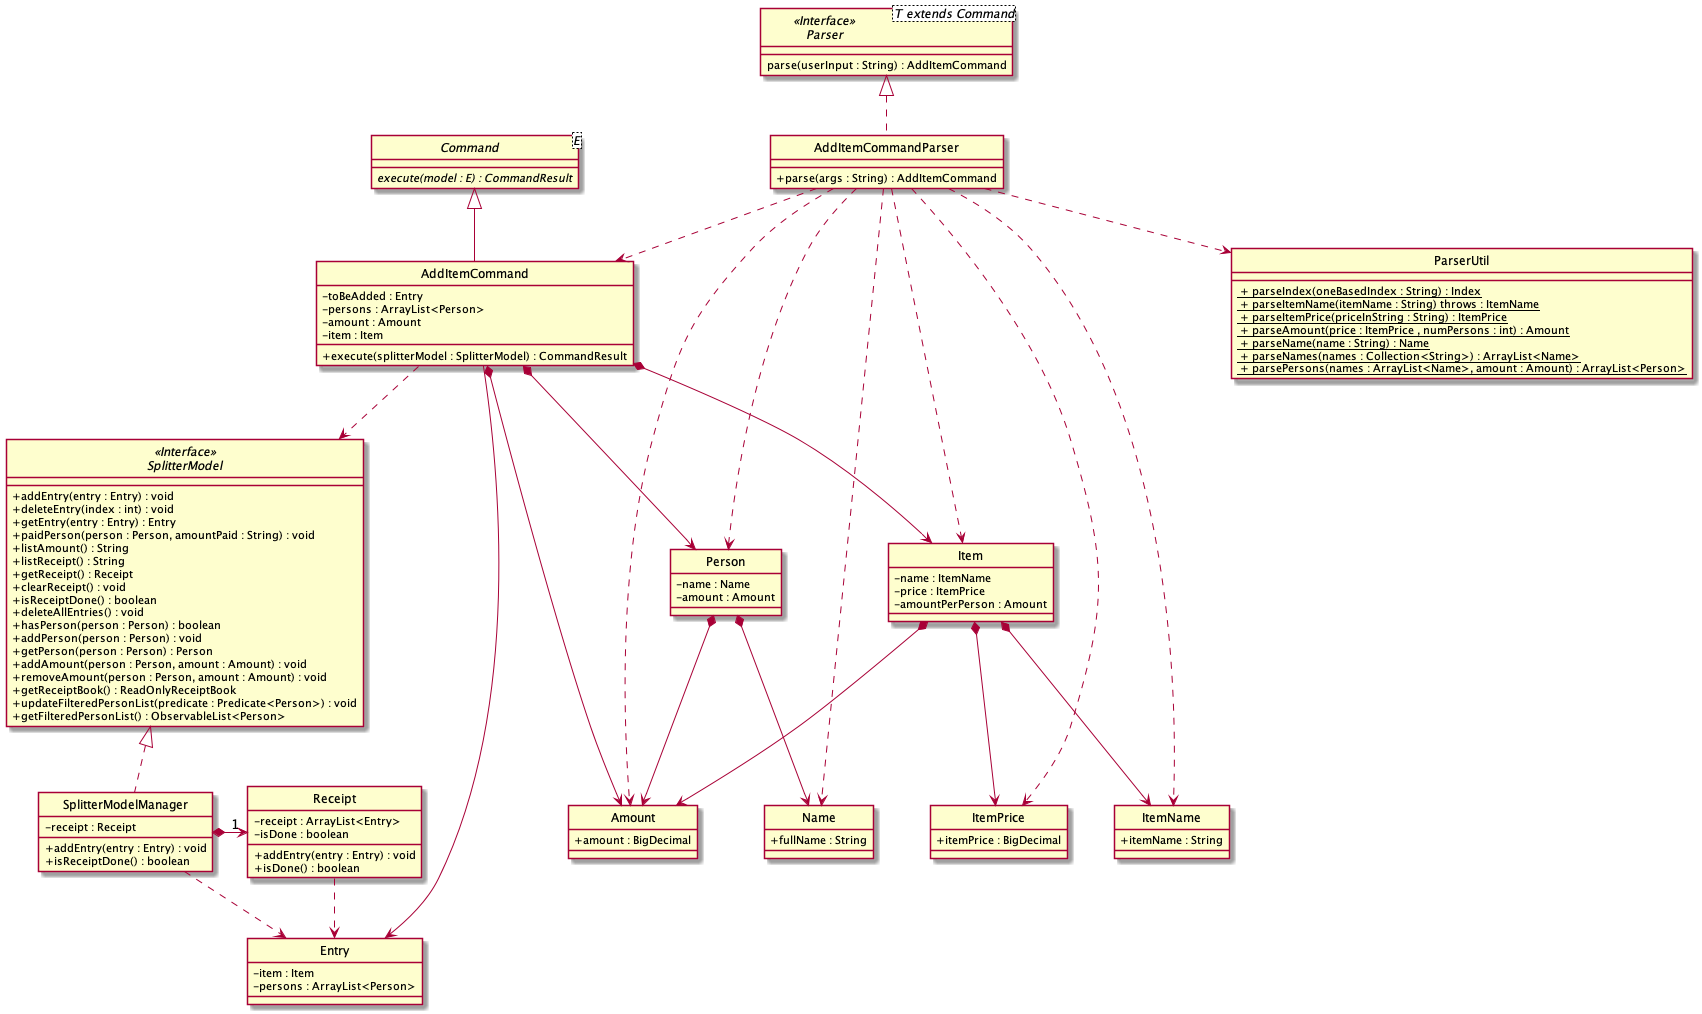 T extends Command
«Interface»
Parser
parse(userInput : String) : AddItemCommand
E
Command
execute(model : E) : CommandResult
AddItemCommandParser
+parse(args : String) : AddItemCommand
AddItemCommand
-toBeAdded : Entry
-persons : ArrayList<Person>
-amount : Amount
-item : Item
+execute(splitterModel : SplitterModel) : CommandResult
ParserUtil
+ parseIndex(oneBasedIndex : String) : Index
+ parseItemName(itemName : String) throws : ItemName
+ parseItemPrice(priceInString : String) : ItemPrice
+ parseAmount(price : ItemPrice , numPersons : int) : Amount
+ parseName(name : String) : Name
+ parseNames(names : Collection<String>) : ArrayList<Name>
+ parsePersons(names : ArrayList<Name>, amount : Amount) : ArrayList<Person>
«Interface»
SplitterModel
+addEntry(entry : Entry) : void
+deleteEntry(index : int) : void
+getEntry(entry : Entry) : Entry
+paidPerson(person : Person, amountPaid : String) : void
+listAmount() : String
+listReceipt() : String
+getReceipt() : Receipt
+clearReceipt() : void
+isReceiptDone() : boolean
+deleteAllEntries() : void
+hasPerson(person : Person) : boolean
+addPerson(person : Person) : void
+getPerson(person : Person) : Person
+addAmount(person : Person, amount : Amount) : void
+removeAmount(person : Person, amount : Amount) : void
+getReceiptBook() : ReadOnlyReceiptBook
+updateFilteredPersonList(predicate : Predicate<Person>) : void
+getFilteredPersonList() : ObservableList<Person>
Person
-name : Name
-amount : Amount
Item
-name : ItemName
-price : ItemPrice
-amountPerPerson : Amount
SplitterModelManager
-receipt : Receipt
+addEntry(entry : Entry) : void
+isReceiptDone() : boolean
1
Receipt
-receipt : ArrayList<Entry>
-isDone : boolean
+addEntry(entry : Entry) : void
+isDone() : boolean
Amount
+amount : BigDecimal
Name
+fullName : String
ItemPrice
+itemPrice : BigDecimal
ItemName
+itemName : String
Entry
-item : Item
-persons : ArrayList<Person>